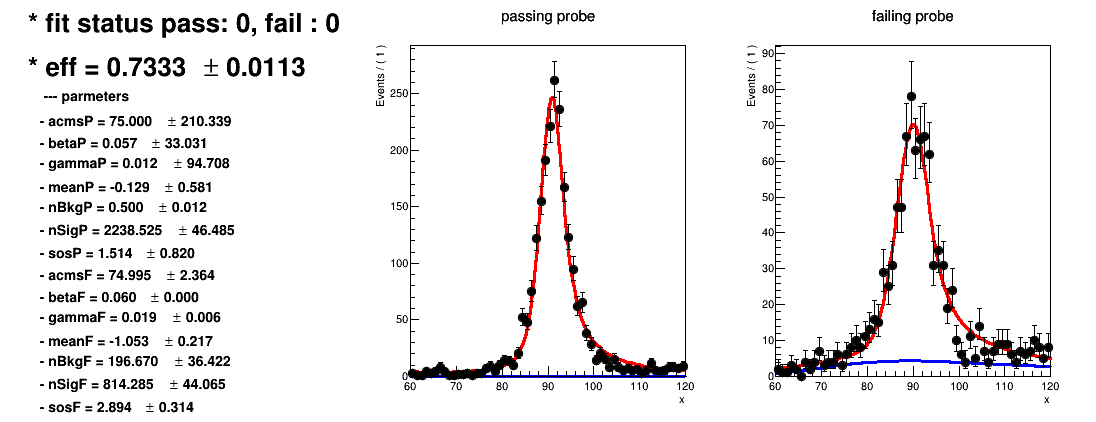 * fit status pass: 0, fail : 0
* eff = 0.7333 ± 0.0113
--- parmeters
- acmsP = 75.000 ± 210.339
- betaP = 0.057 ± 33.031
- gammaP = 0.012 ± 94.708
- meanP = -0.129 ± 0.581
- nBkgP = 0.500 ± 0.012
- nSigP = 2238.525 ± 46.485
- sosP = 1.514 ± 0.820
- acmsF = 74.995 ± 2.364
- betaF = 0.060 ± 0.000
- gammaF = 0.019 ± 0.006
- meanF = -1.053 ± 0.217
- nBkgF = 196.670 ± 36.422
- nSigF = 814.285 ± 44.065
- sosF = 2.894 ± 0.314
passing probe
Events / ( 1 )
250
200
150
100
50
0
60 70 80 90 100 110 120
x
failing probe
Events / ( 1 )
90
80
70
60
50
40
30
20
10
0
60 70 80 90 100 110 120
x